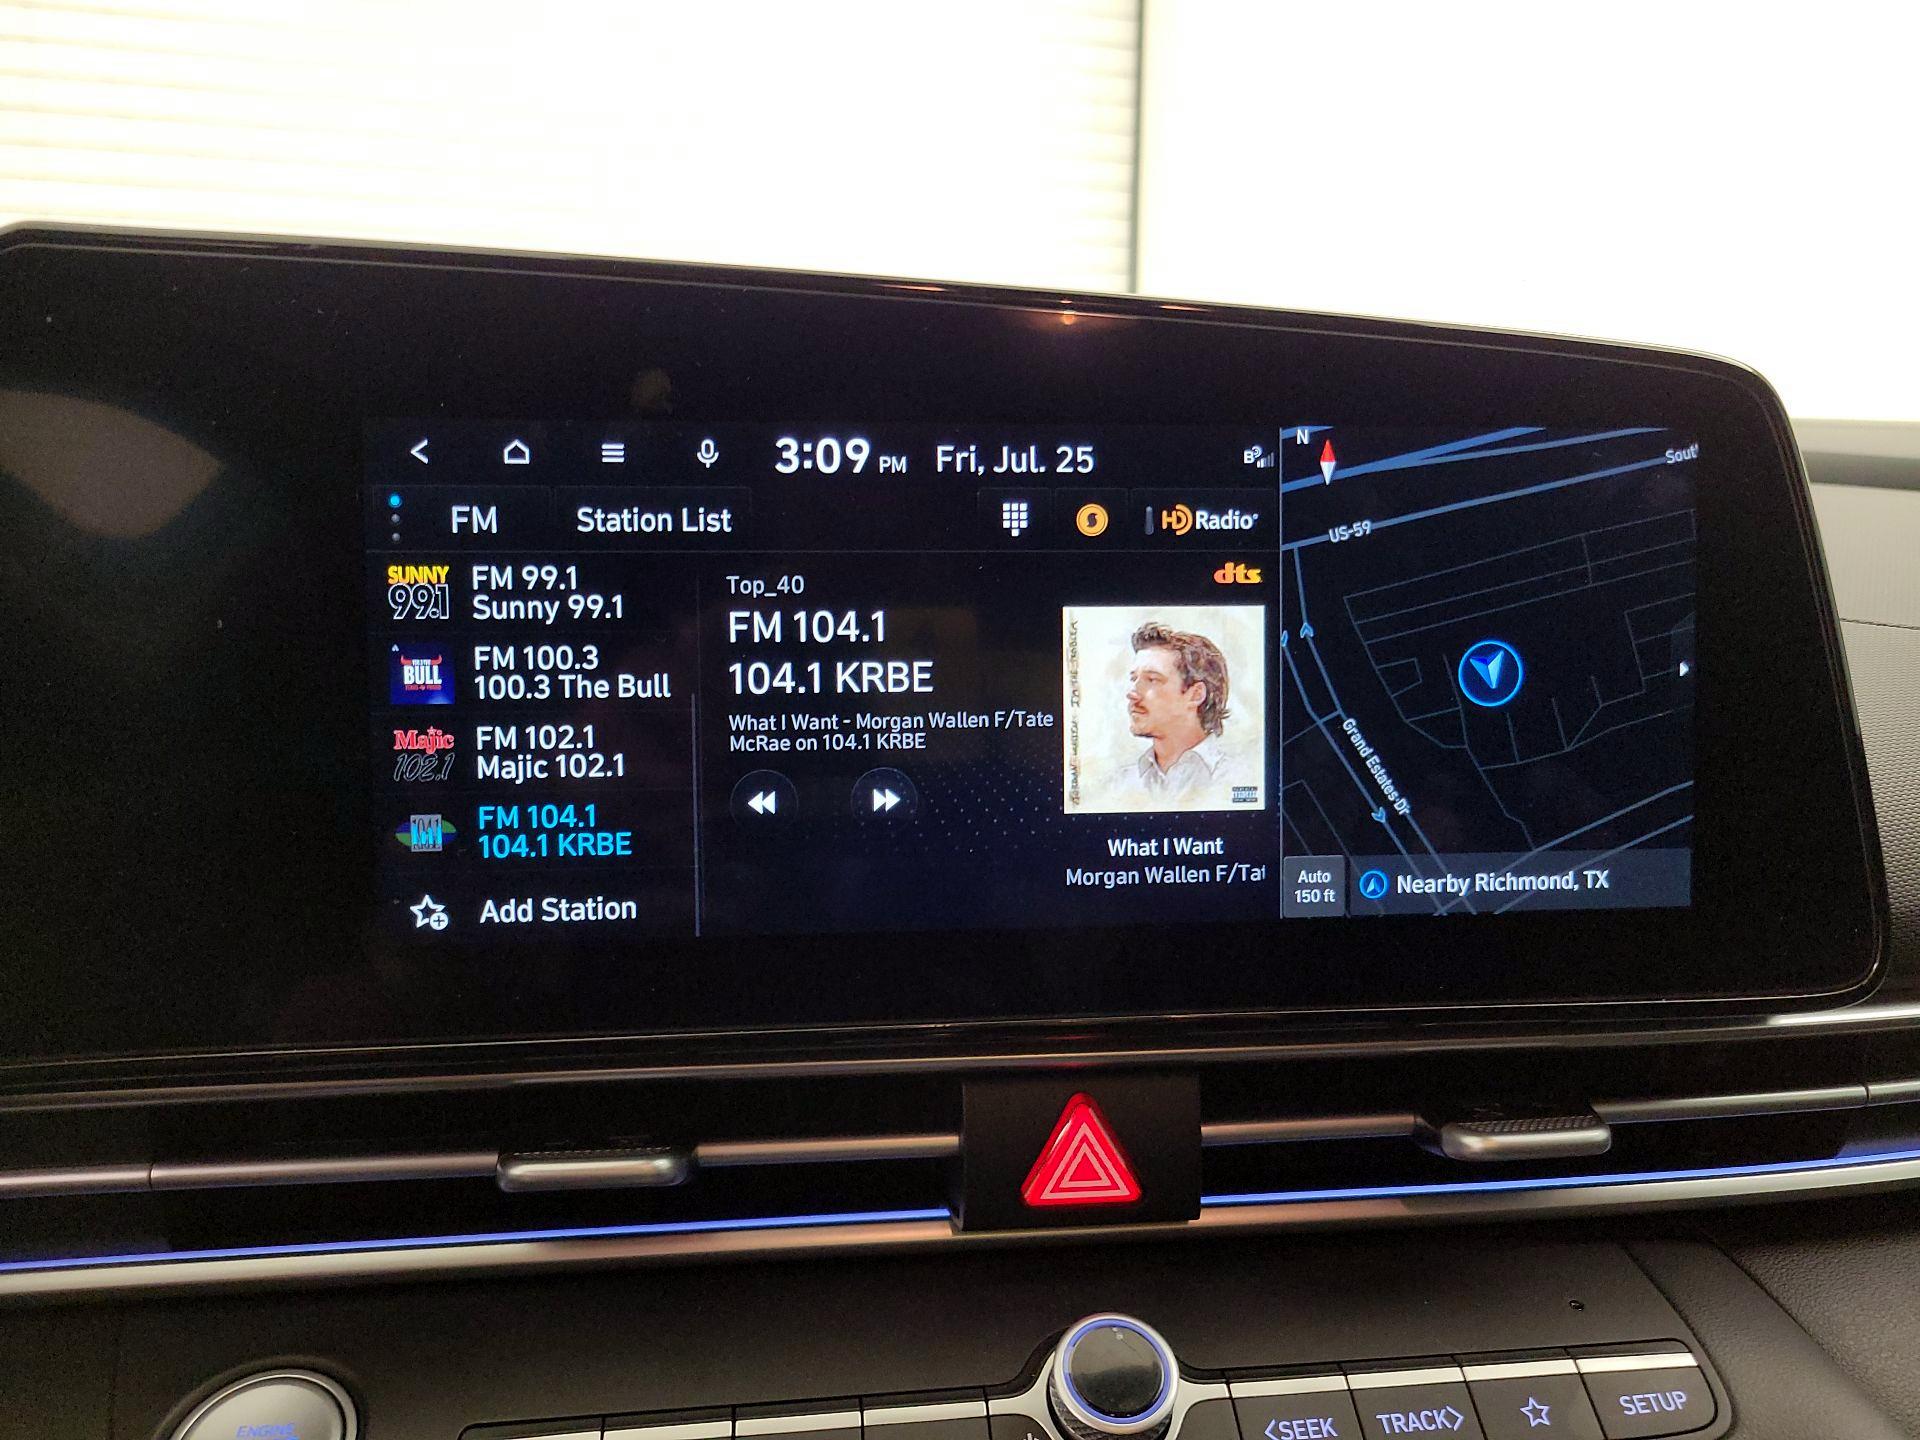 3:09 PM Fri, Jul. 25
FM
Station List
HD Radio
SUNNY
99.1
FM 99.1
Sunny 99.1
BULL
FM 100.3
100.3 The Bull
Majic
102.1
FM 102.1
Majic 102.1
104.1
FM 104.1
104.1 KRBE
Add Station
Top_40
FM 104.1
104.1 KRBE
What I Want - Morgan Wallen F/Tate
McRae on 104.1 KRBE
dts
What I Want
Morgan Wallen F/Tat
N
Sout
US-59
Grand Estates Dr
Auto
150 ft
Nearby Richmond, TX
ENGINE
<SEEK
TRACK>
SETUP